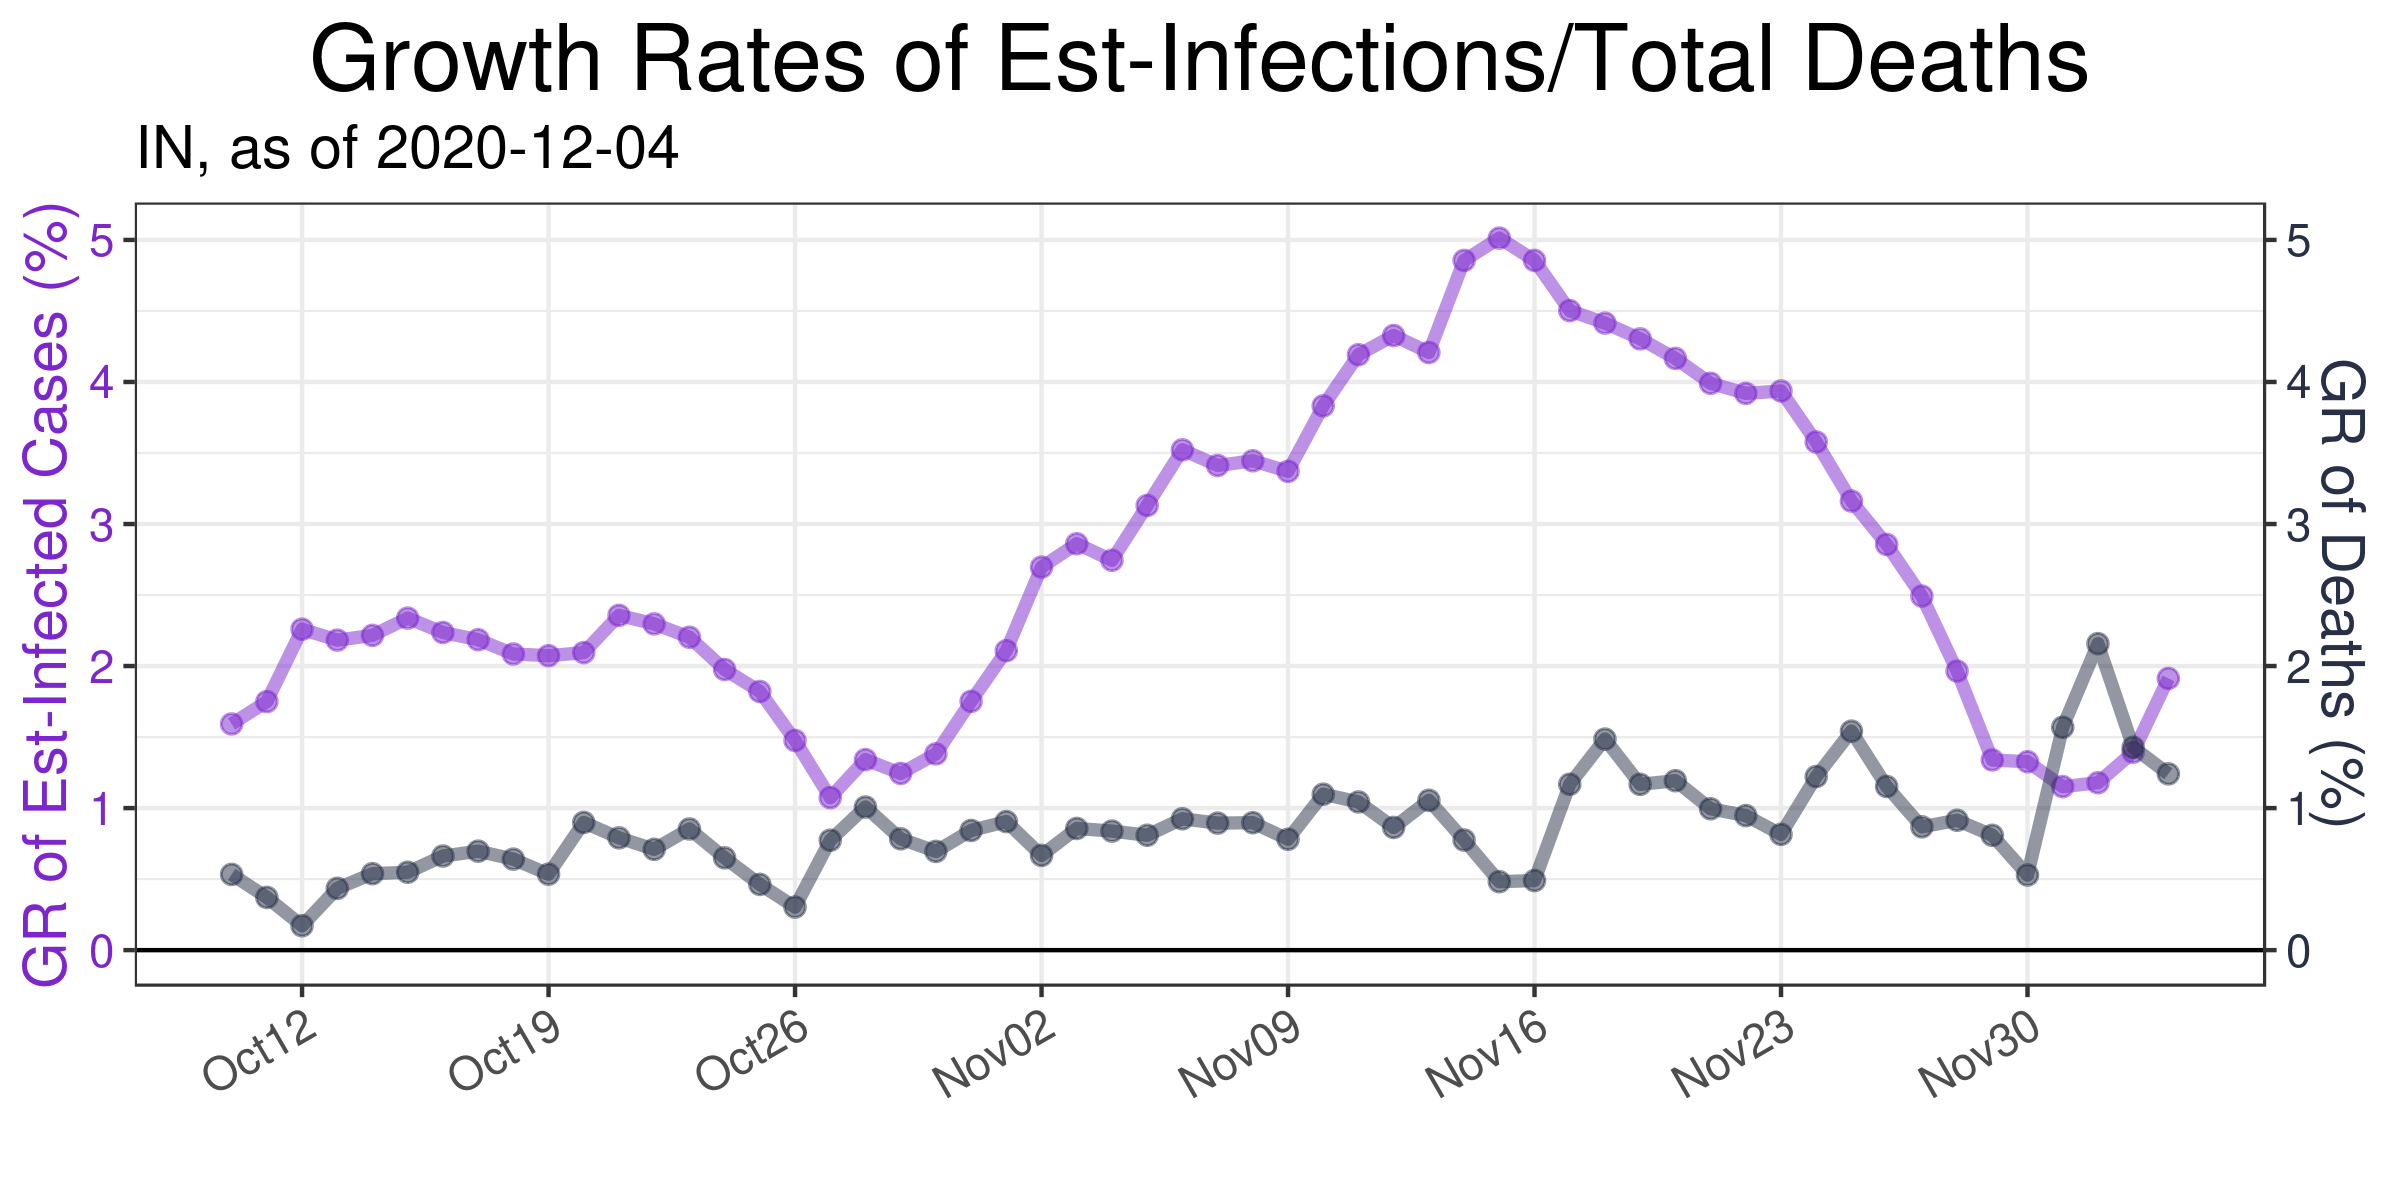 Growth Rates of Est-Infections/Total Deaths
IN, as of 2020-12-04
GR of Est-Infected Cases (%)
5
4
3
2
1
0
5
4
3
2
1
0
GR of Deaths (%)
Oct12
Oct19
Oct26
Nov02
Nov09
Nov16
Nov23
Nov30